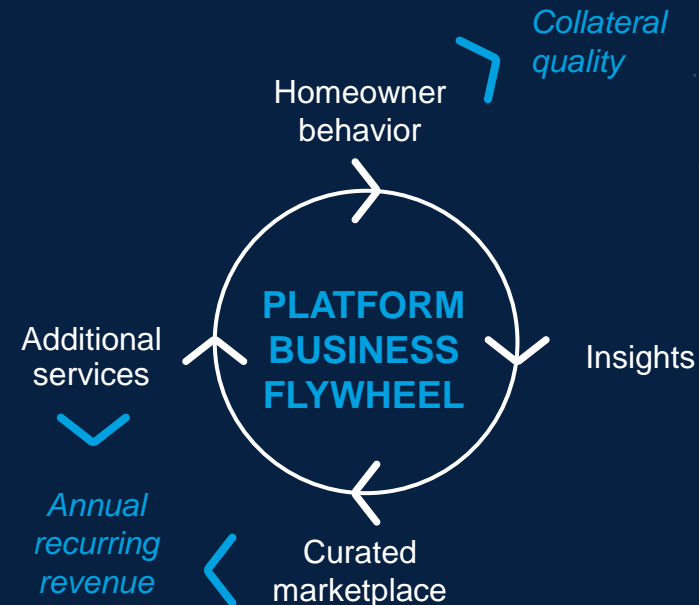 Collateral
quality
Homeowner
behavior
PLATFORM
BUSINESS
FLYWHEEL
Additional
services
Insights
Annual
recurring
revenue
Curated
marketplace